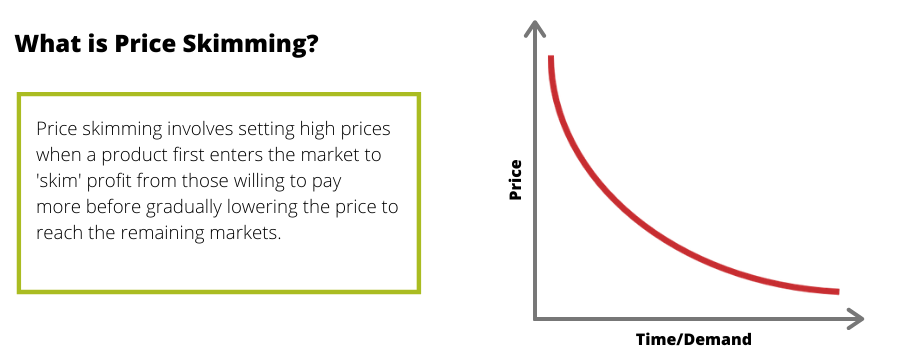 What is Price Skimming?
Price skimming involves setting high prices
when a product first enters the market to
'skim' profit from those willing to pay
more before gradually lowering the price to
reach the remaining markets.
Price
Time/Demand